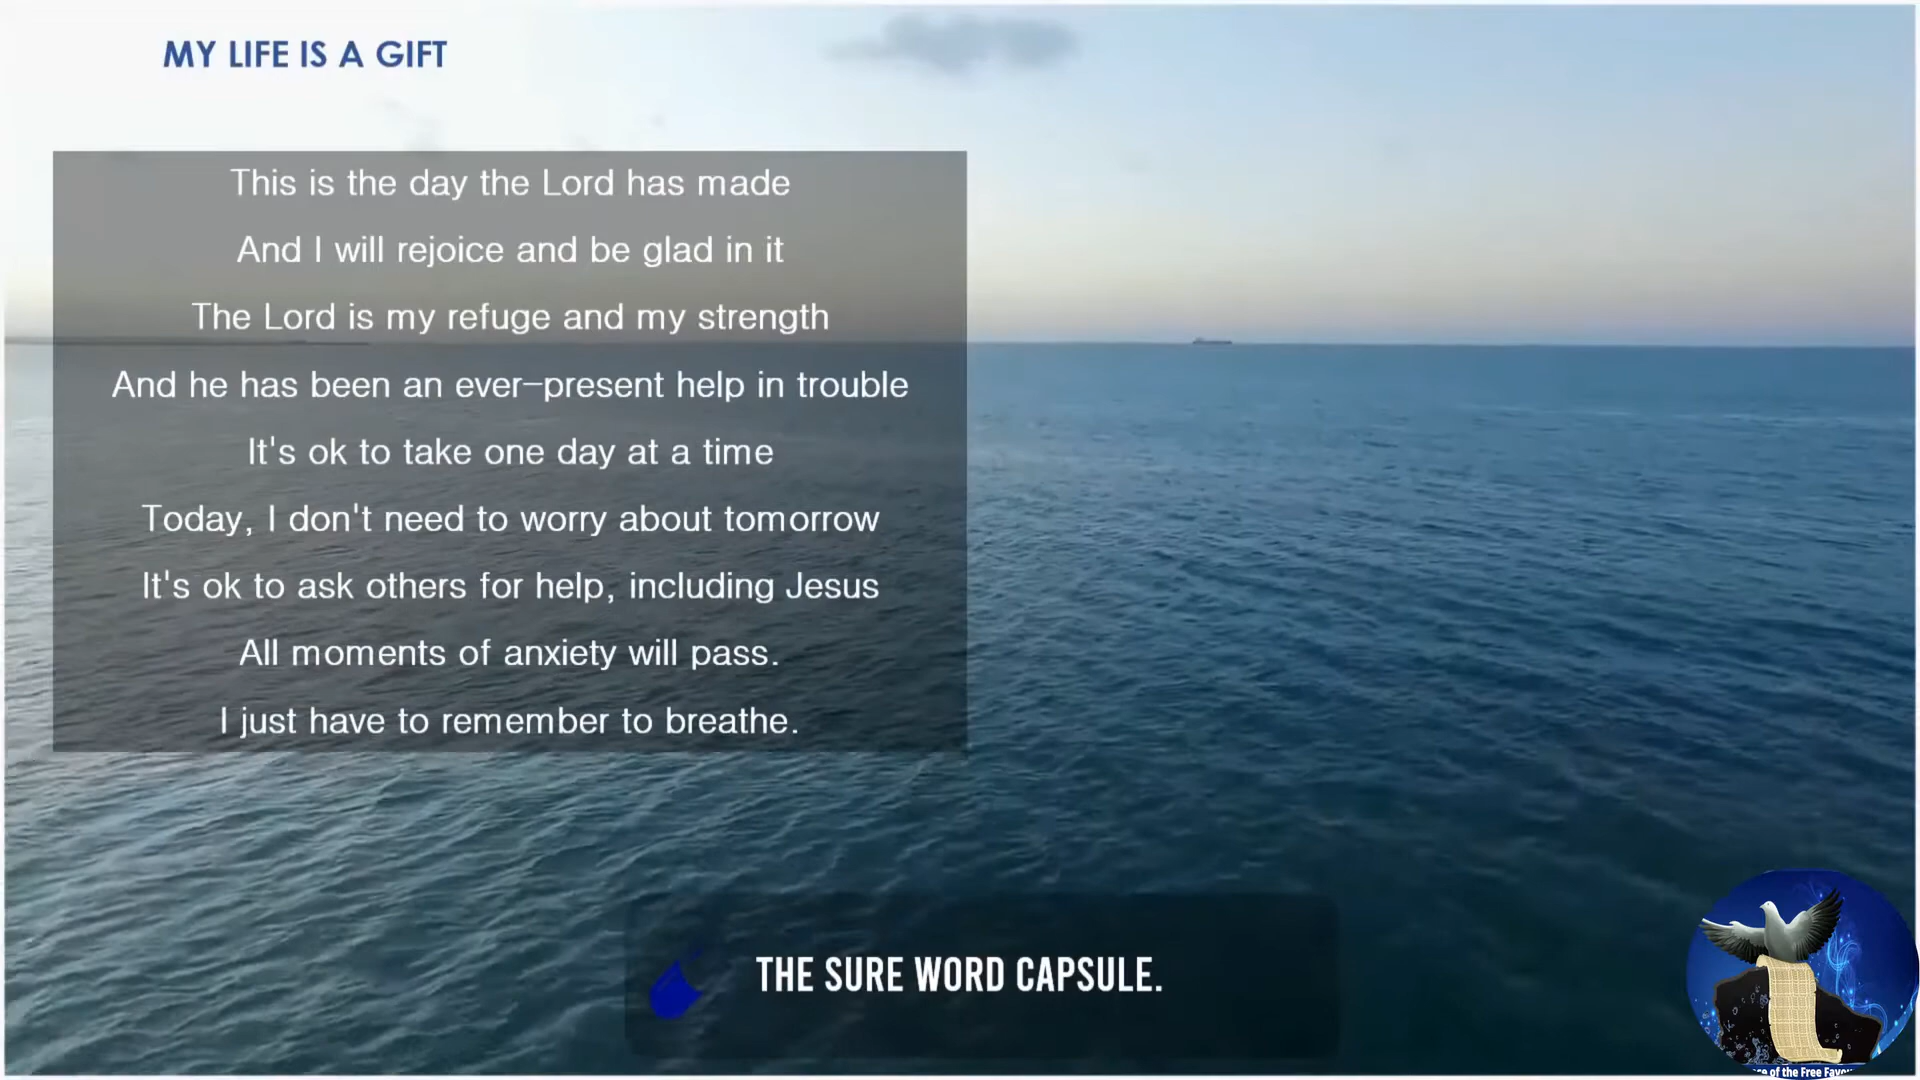 MY LIFE IS A GIFT
This is the day the Lord has made
And I will rejoice and be glad in it
The Lord is my refuge and my strength
And he has been an ever-present help in trouble
It's ok to take one day at a time
Today, I don't need to worry about tomorrow
It's ok to ask others for help, including Jesus
All moments of anxiety will pass.
I just have to remember to breathe.
THE SURE WORD CAPSULE.
of the Free